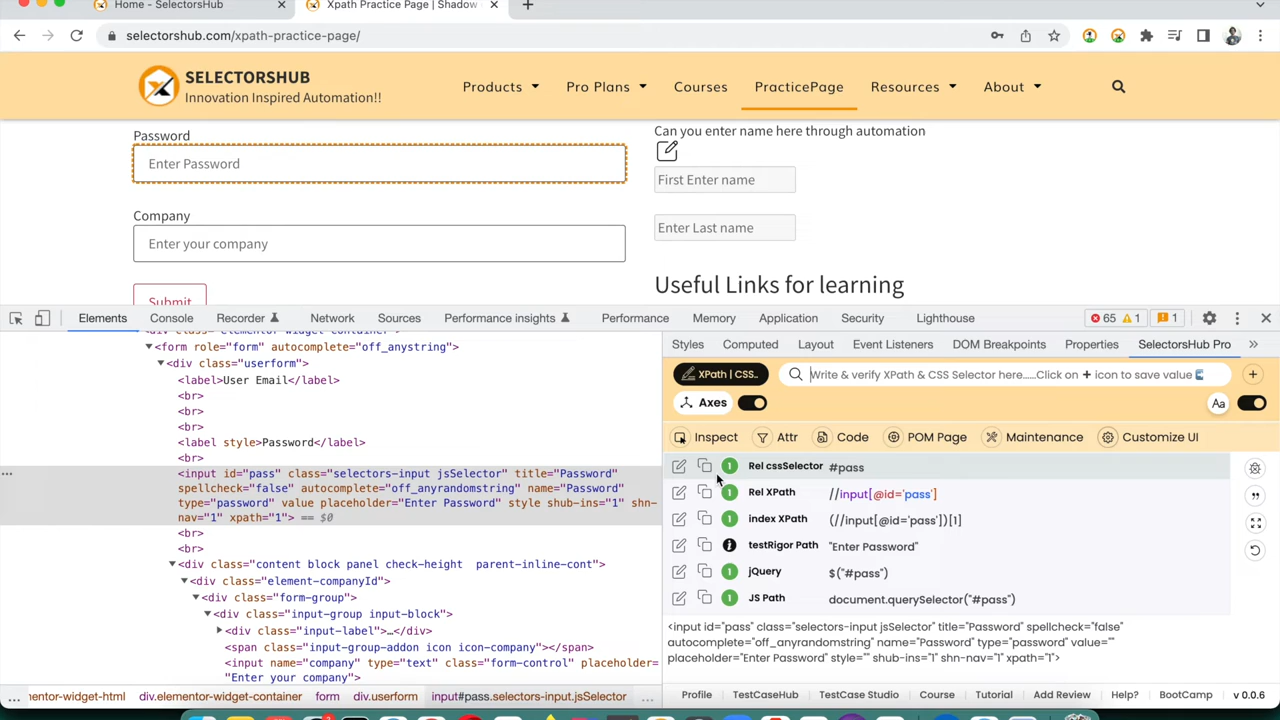 Home - SelectorsHub
Xpath Practice Page | Shadow
selectorshub.com/xpath-practice-page/
SELECTORSHUB
Innovation Inspired Automation!!
Products
Pro Plans
Courses
PracticePage
Resources
About
Password
Enter Password
Company
Enter your company
Submit
Can you enter name here through automation
First Enter name
Enter Last name
Useful Links for learning
Elements
Console
Recorder
Network
Sources
Performance insights
Performance
Memory
Application
Security
Lighthouse
65
1
1
<form role="form" autocomplete="off_anystring">
<div class="userform">
<label>User Email</label>
<br>
<br>
<br>
<label style>Password</label>
<br>
<input id="pass" class="selectors-input jsSelector" title="Password"
spellcheck="false" autocomplete="off_anyrandomstring" name="Password"
type="password" value placeholder="Enter Password" style shub-ins="1" shn-
nav="1" xpath="1"> == $0
<br>
<br>
<div class="content block panel check-height  parent-inline-cont">
<div class="element-companyId">
<div class="form-group">
<div class="input-group input-block">
<div class="input-label">…</div>
<span class="input-group-addon icon icon-company"></span>
<input name="company" type="text" class="form-control" placeholder=
"Enter your company">
... mentor-widget-html
div.elementor-widget-container
form
div.userform
input#pass.selectors-input.jsSelector
...
Styles
Computed
Layout
Event Listeners
DOM Breakpoints
Properties
SelectorsHub Pro
XPath | CSS..
Write & verify XPath & CSS Selector here......Click on + icon to save value
Axes
Aa
Inspect
Attr
Code
POM Page
Maintenance
Customize UI
1 Rel cssSelector #pass
1 Rel XPath //input[@id='pass']
1 index XPath (//input[@id='pass'])[1]
testRigor Path "Enter Password"
1 jQuery $("#pass")
1 JS Path document.querySelector("#pass")
<input id="pass" class="selectors-input jsSelector" title="Password" spellcheck="false"
autocomplete="off_anyrandomstring" name="Password" type="password" value=""
placeholder="Enter Password" style="" shub-ins="1" shn-nav="1" xpath="1">
Profile
TestCaseHub
TestCase Studio
Course
Tutorial
Add Review
Help?
BootCamp
v 0.0.6